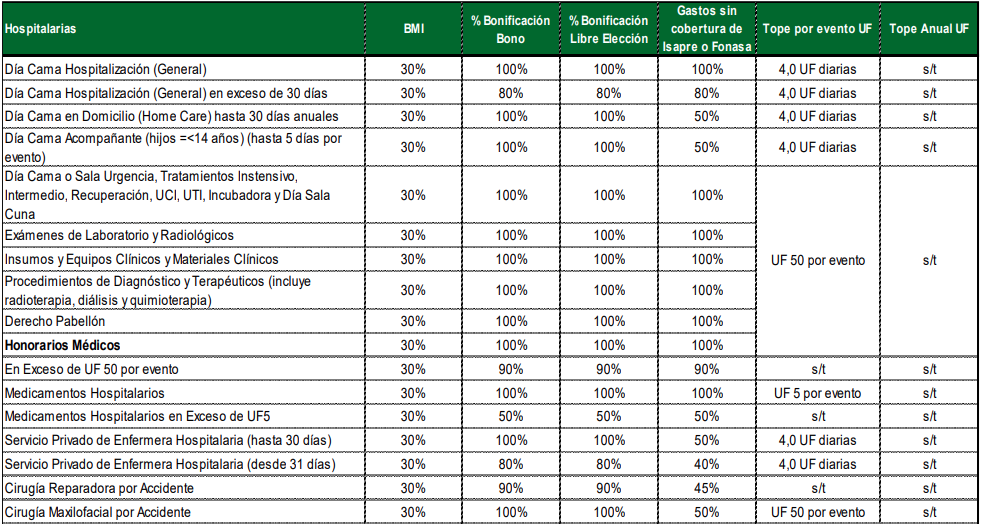 Hospitalarias | BMI | % Bonificación Bono | % Bonificación Libre Elección | Gastos sin cobertura de Isapre o Fonasa | Tope por evento UF | Tope Anual UF
Día Cama Hospitalización (General) | 30% | 100% | 100% | 100% | 4,0 UF diarias | s/t
Día Cama Hospitalización (General) en exceso de 30 días | 30% | 80% | 80% | 80% | 4,0 UF diarias | s/t
Día Cama en Domicilio (Home Care) hasta 30 días anuales | 30% | 100% | 100% | 50% | 4,0 UF diarias | s/t
Día Cama Acompañante (hijos =<14 años) (hasta 5 días por evento) | 30% | 100% | 100% | 50% | 4,0 UF diarias | s/t
Día Cama o Sala Urgencia, Tratamientos Instensivo, Intermedio, Recuperación, UCI, UTI, Incubadora y Día Sala Cuna | 30% | 100% | 100% | 100% | UF 50 por evento | s/t
Exámenes de Laboratorio y Radiológicos | 30% | 100% | 100% | 100%
Insumos y Equipos Clínicos y Materiales Clínicos | 30% | 100% | 100% | 100%
Procedimientos de Diagnóstico y Terapéuticos (incluye radioterapia, diálisis y quimioterapia) | 30% | 100% | 100% | 100%
Derecho Pabellón | 30% | 100% | 100% | 100%
Honorarios Médicos | 30% | 100% | 100% | 100%
En Exceso de UF 50 por evento | 30% | 90% | 90% | 90% | s/t | s/t
Medicamentos Hospitalarios | 30% | 100% | 100% | 100% | UF 5 por evento | s/t
Medicamentos Hospitalarios en Exceso de UF5 | 30% | 50% | 50% | 50% | s/t | s/t
Servicio Privado de Enfermera Hospitalaria (hasta 30 días) | 30% | 100% | 100% | 50% | 4,0 UF diarias | s/t
Servicio Privado de Enfermera Hospitalaria (desde 31 días) | 30% | 80% | 80% | 40% | 4,0 UF diarias | s/t
Cirugía Reparadora por Accidente | 30% | 90% | 90% | 45% | s/t | s/t
Cirugía Maxilofacial por Accidente | 30% | 100% | 100% | 50% | UF 50 por evento | s/t